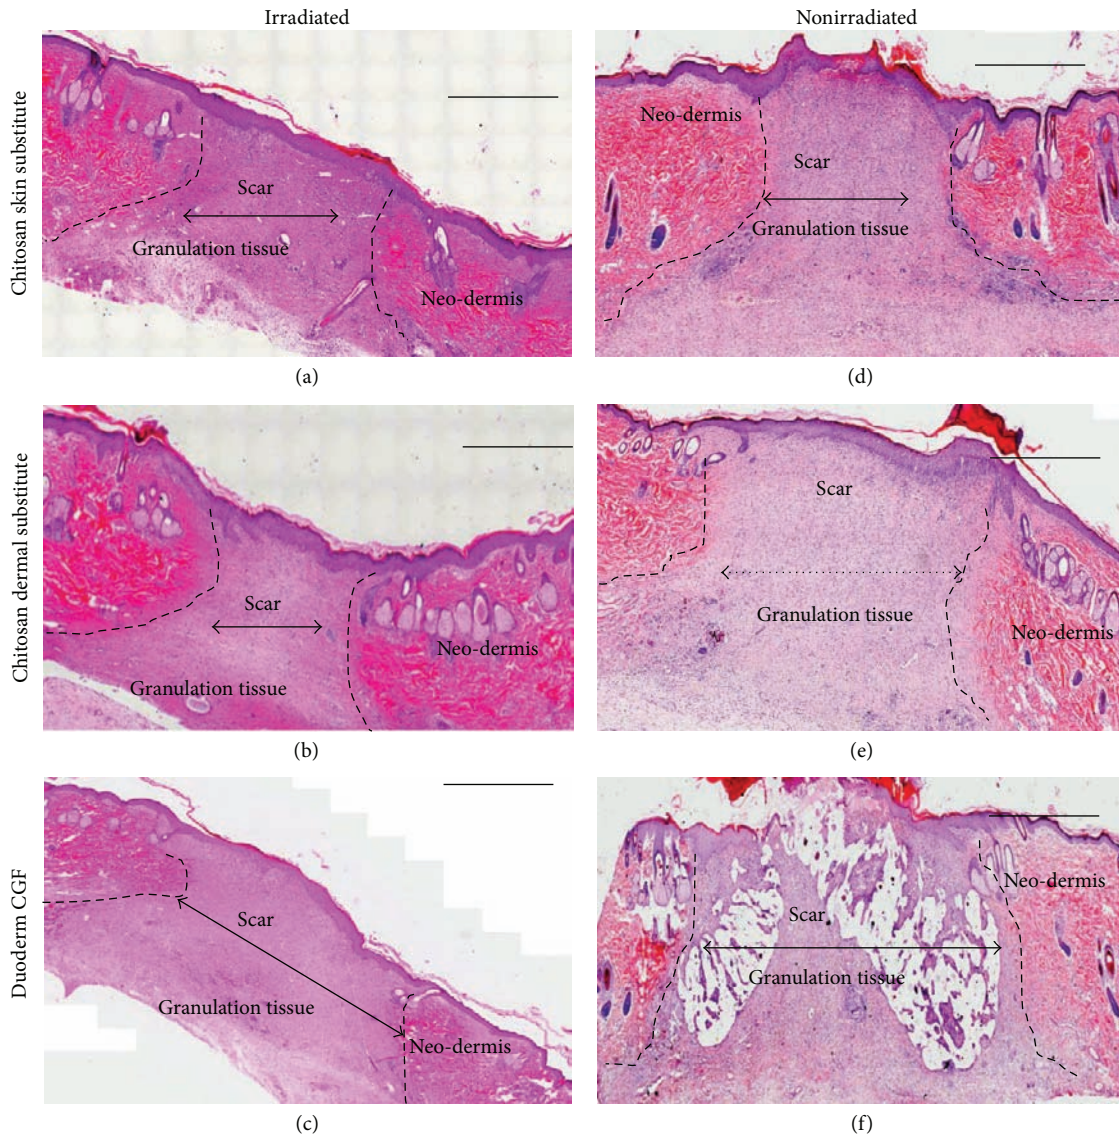 Irradiated
Nonirradiated
Chitosan skin substitute
Scar
Granulation tissue
Neo-dermis
(a)
Neo-dermis
Scar
Granulation tissue
(d)
Chitosan dermal substitute
Scar
Neo-dermis
Granulation tissue
(b)
Scar
Granulation tissue
Neo-dermis
(e)
Duoderm CGF
Scar
Granulation tissue
Neo-dermis
(c)
Neo-dermis
Scar
Granulation tissue
(f)